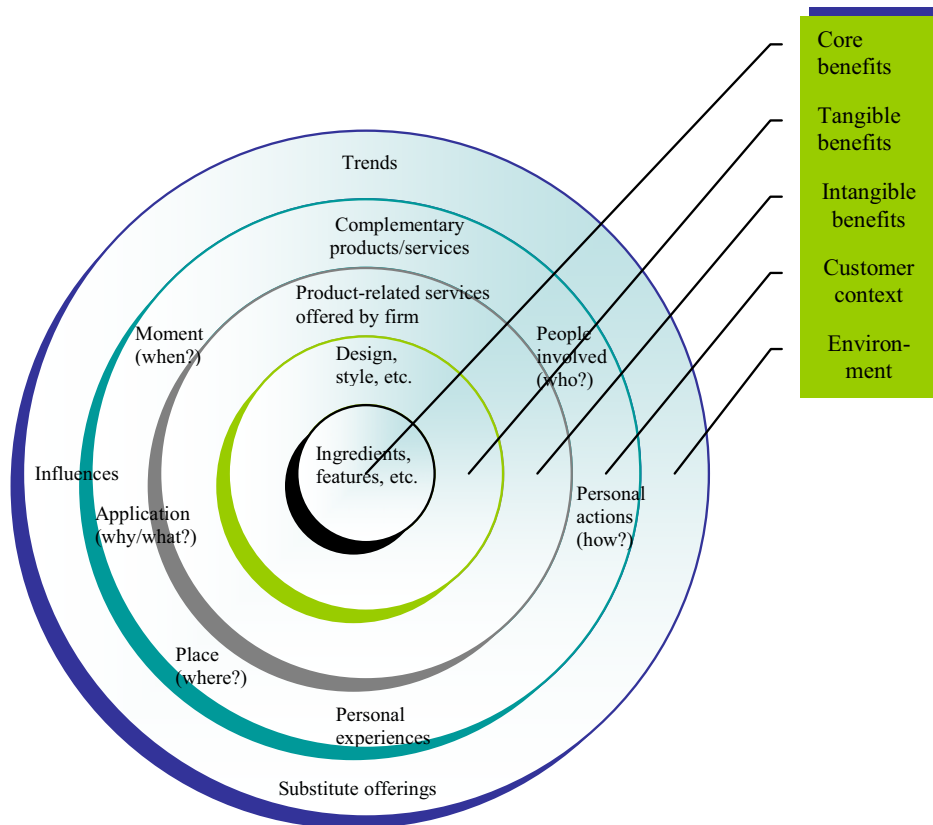 Core
benefits
Tangible
benefits
Intangible
benefits
Customer
context
Environ-
ment
Trends
Complementary
products/services
Product-related services
offered by firm
Moment
(when?)
People
involved
(who?)
Design,
style, etc.
Ingredients,
features, etc.
Influences
Application
(why/what?)
Personal
actions
(how?)
Place
(where?)
Personal
experiences
Substitute offerings